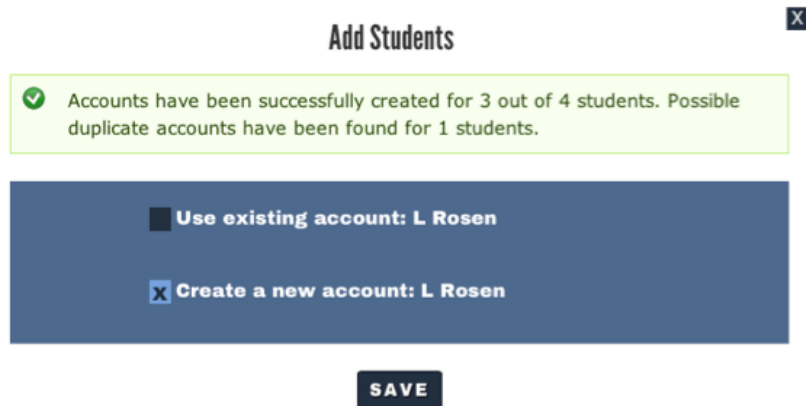 X
Add Students
Accounts have been successfully created for 3 out of 4 students. Possible
duplicate accounts have been found for 1 students.
Use existing account: L Rosen
x Create a new account: L Rosen
SAVE